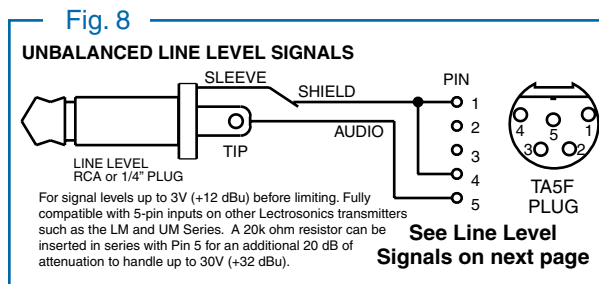 Fig. 8
UNBALANCED LINE LEVEL SIGNALS
SLEEVE
SHIELD
PIN
1
2
3
4
5
AUDIO
TIP
LINE LEVEL
RCA or 1/4" PLUG
4
5
1
3
2
TA5F
PLUG
For signal levels up to 3V (+12 dBu) before limiting. Fully
compatible with 5-pin inputs on other Lectrosonics transmitters
such as the LM and UM Series. A 20k ohm resistor can be
inserted in series with Pin 5 for an additional 20 dB of
attenuation to handle up to 30V (+32 dBu).
See Line Level
Signals on next page